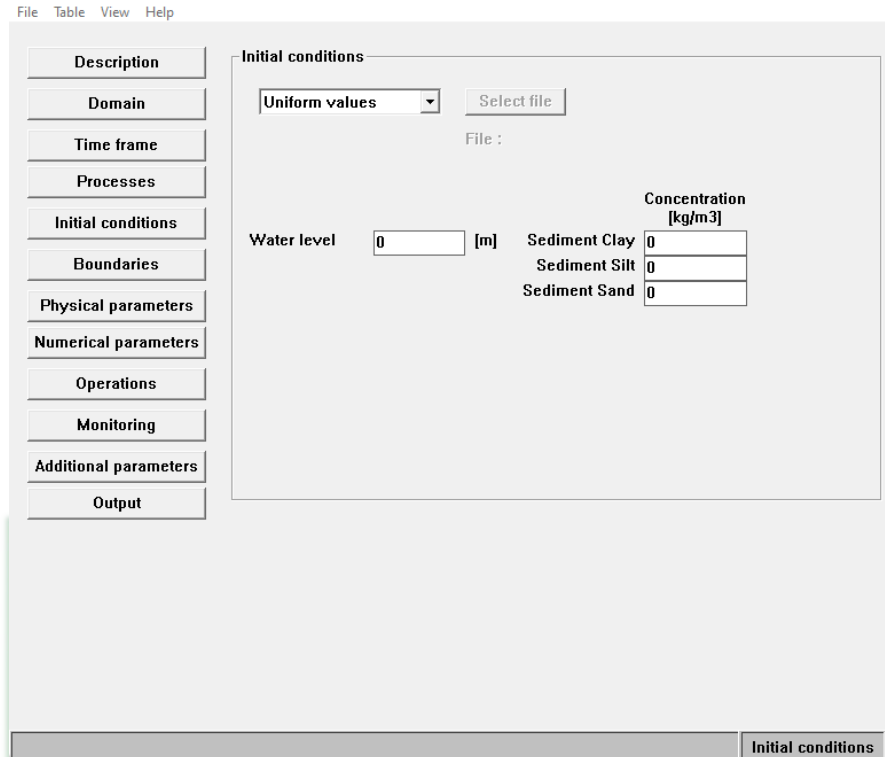 File Table View Help
Description
Domain
Time frame
Processes
Initial conditions
Boundaries
Physical parameters
Numerical parameters
Operations
Monitoring
Additional parameters
Output
Initial conditions
Uniform values
Select file
File :
Concentration
[kg/m3]
Water level 0 [m] Sediment Clay 0
Sediment Silt 0
Sediment Sand 0
Initial conditions